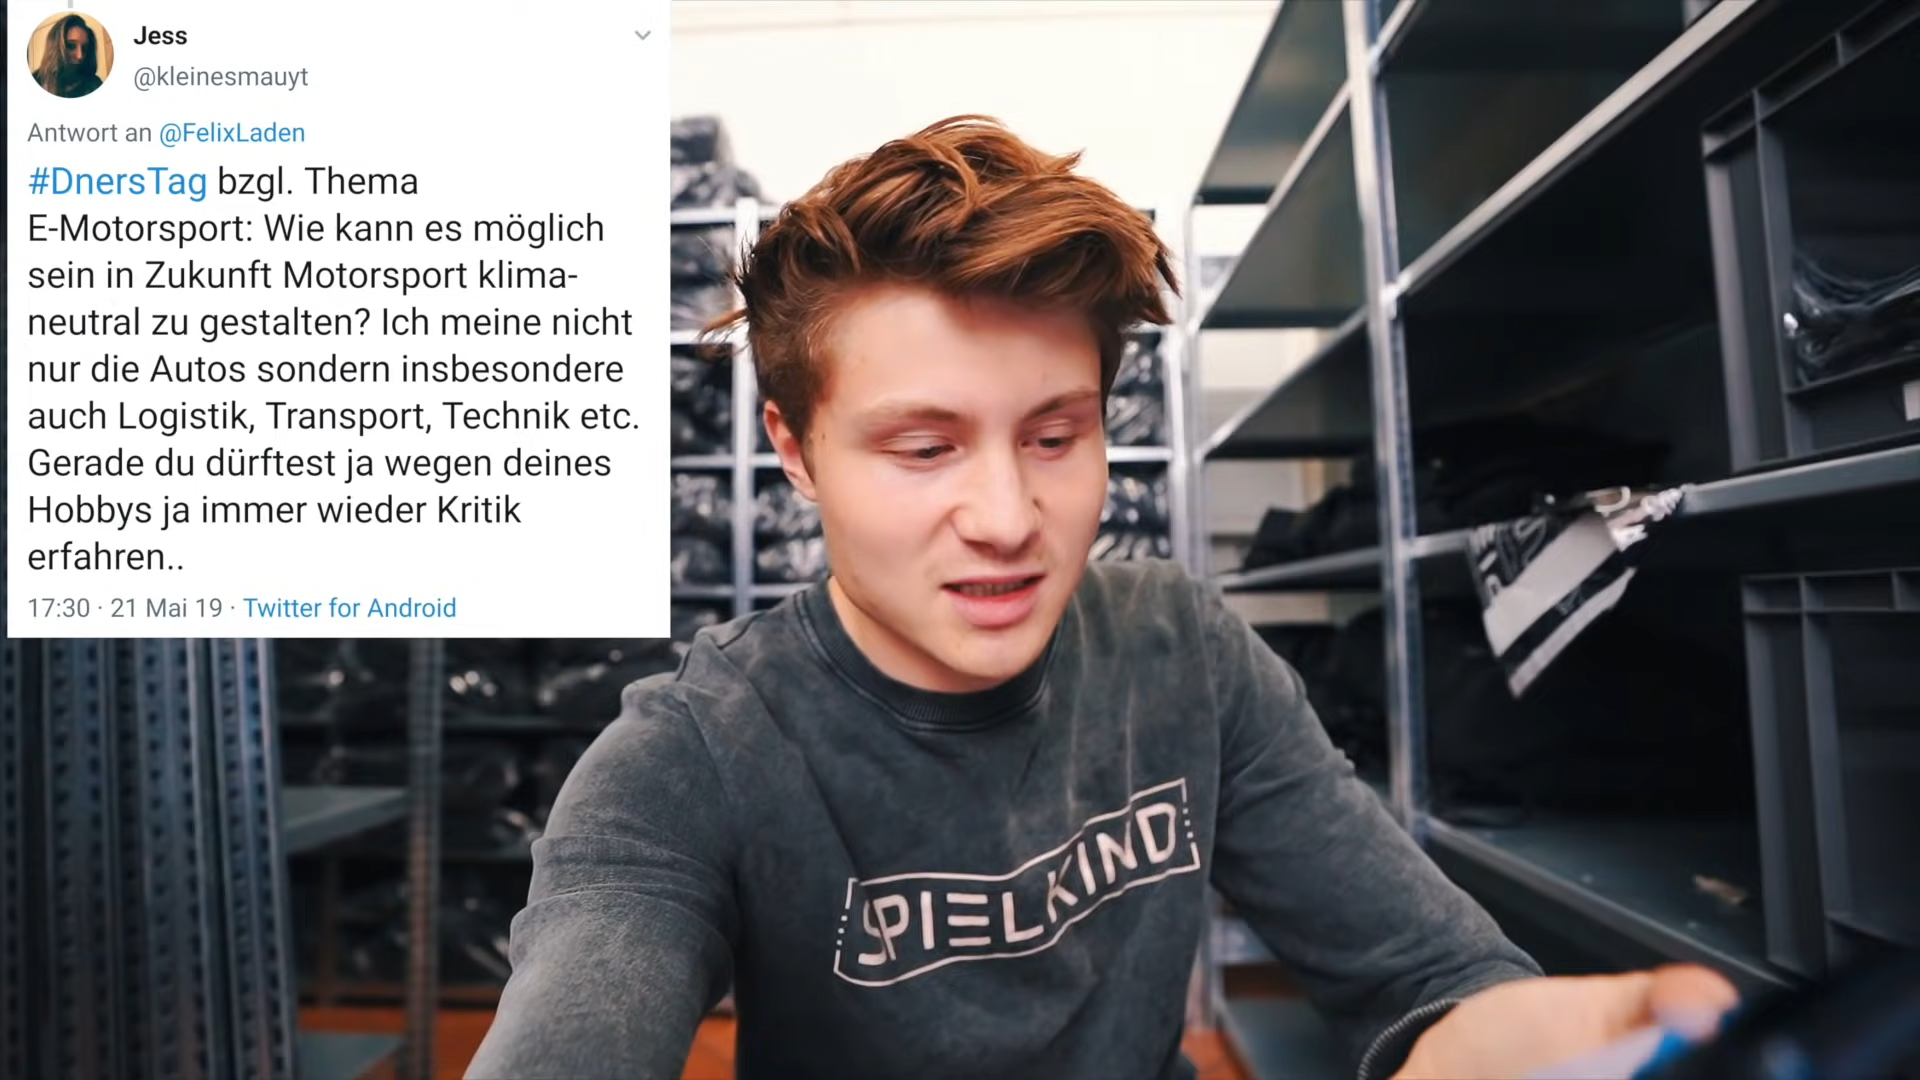 Jess
@kleinesmauyt
Antwort an @FelixLaden
#DnersTag bzgl. Thema
E-Motorsport: Wie kann es möglich
sein in Zukunft Motorsport klima-
neutral zu gestalten? Ich meine nicht
nur die Autos sondern insbesondere
auch Logistik, Transport, Technik etc.
Gerade du dürftest ja wegen deines
Hobbys ja immer wieder Kritik
erfahren..
17:30 · 21 Mai 19 · Twitter for Android
SPIELKIND